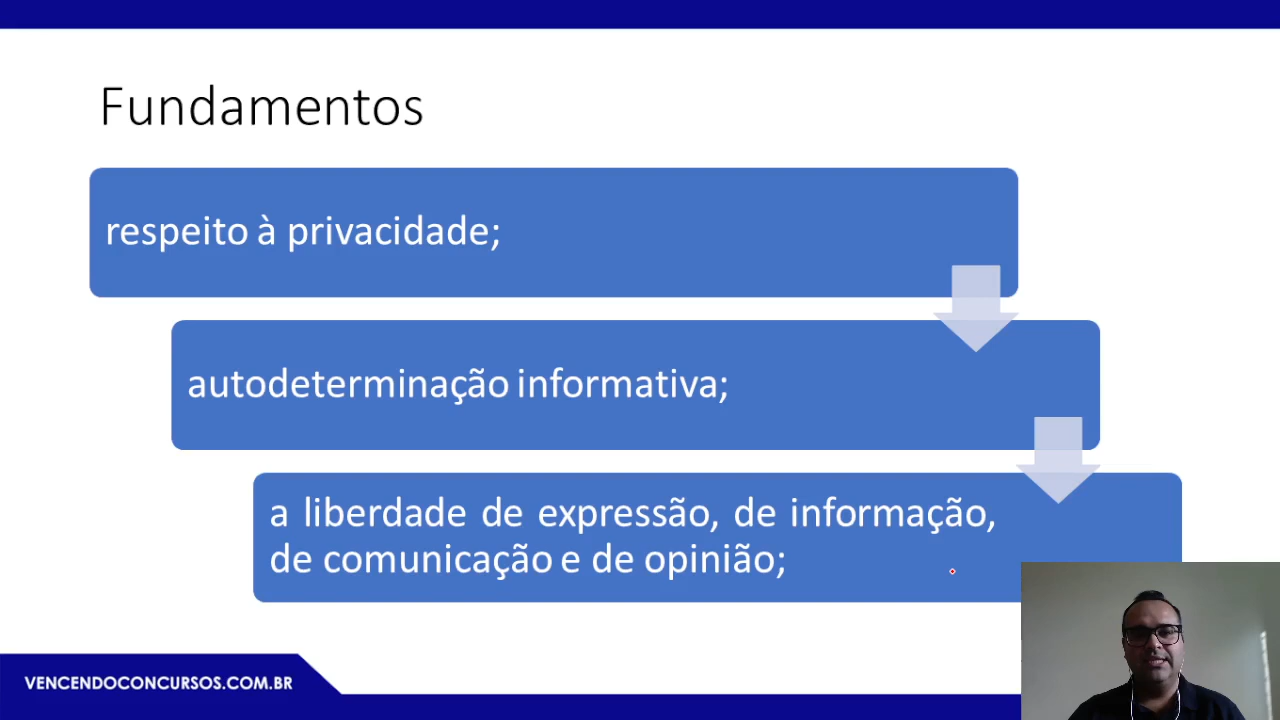 Fundamentos
respeito à privacidade;
autodeterminação informativa;
a liberdade de expressão, de informação,
de comunicação e de opinião;
VENCENDOCONCURSOS.COM.BR